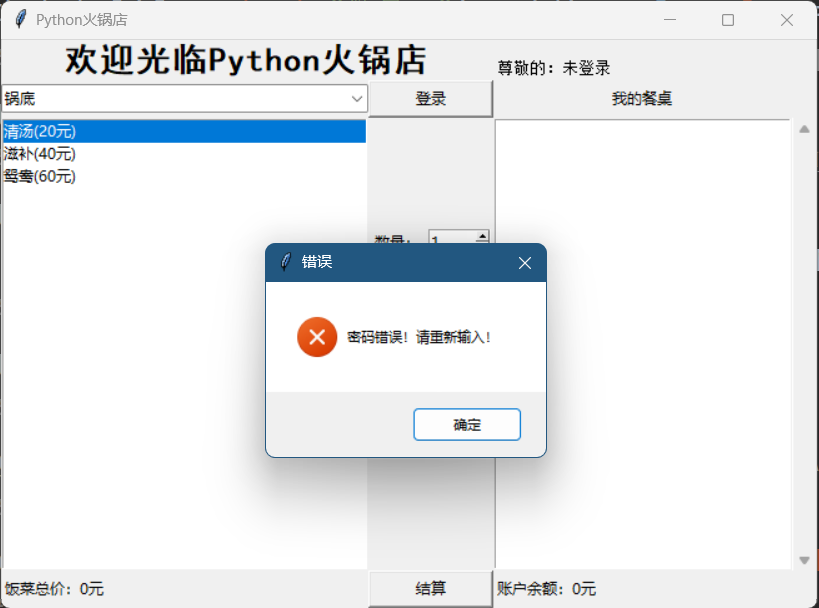 Python火锅店
欢迎光临Python火锅店
尊敬的：未登录
锅底
登录
我的餐桌
清汤(20元)
滋补(40元)
鸳鸯(60元)
数量：
1
错误
密码错误！请重新输入！
确定
饭菜总价：0元
结算
账户余额：0元